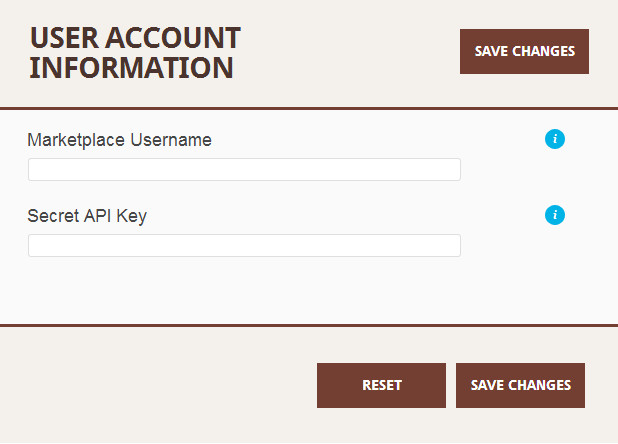 USER ACCOUNT
INFORMATION
SAVE CHANGES
Marketplace Username
i
Secret API Key
i
RESET
SAVE CHANGES